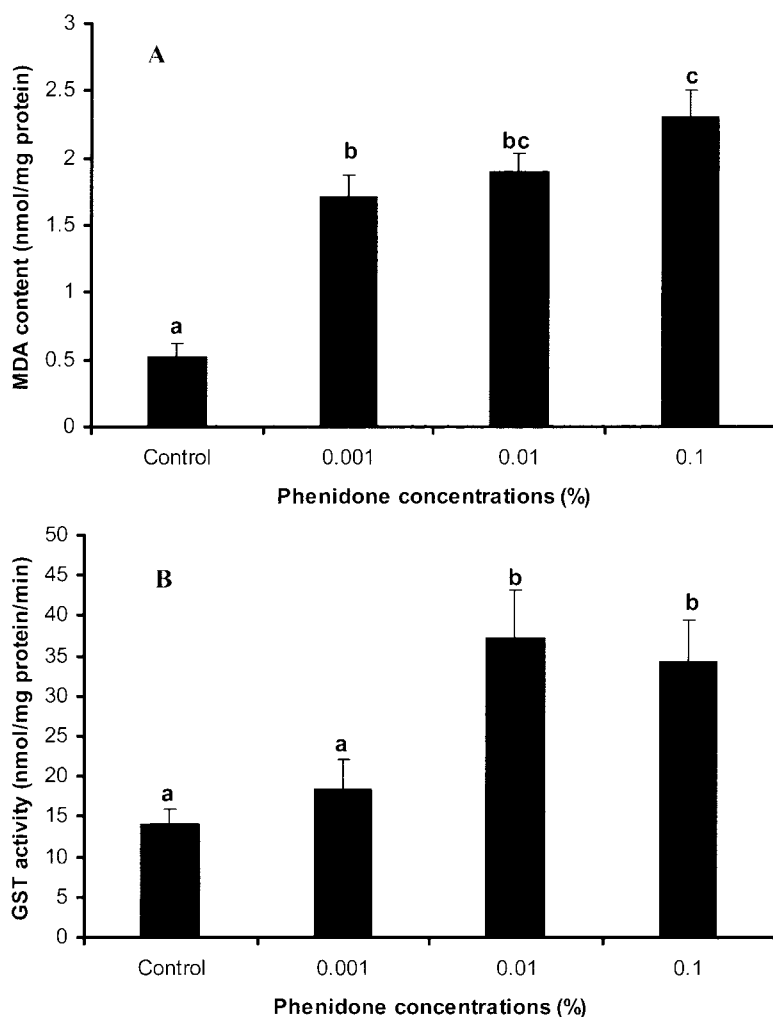 A
MDA content (nmol/mg protein)
3
2.5
2
1.5
1
0.5
0
a
b
bc
c
Control 0.001 0.01 0.1
Phenidone concentrations (%)
B
GST activity (nmol/mg protein/min)
50
45
40
35
30
25
20
15
10
5
0
a
a
b
b
Control 0.001 0.01 0.1
Phenidone concentrations (%)